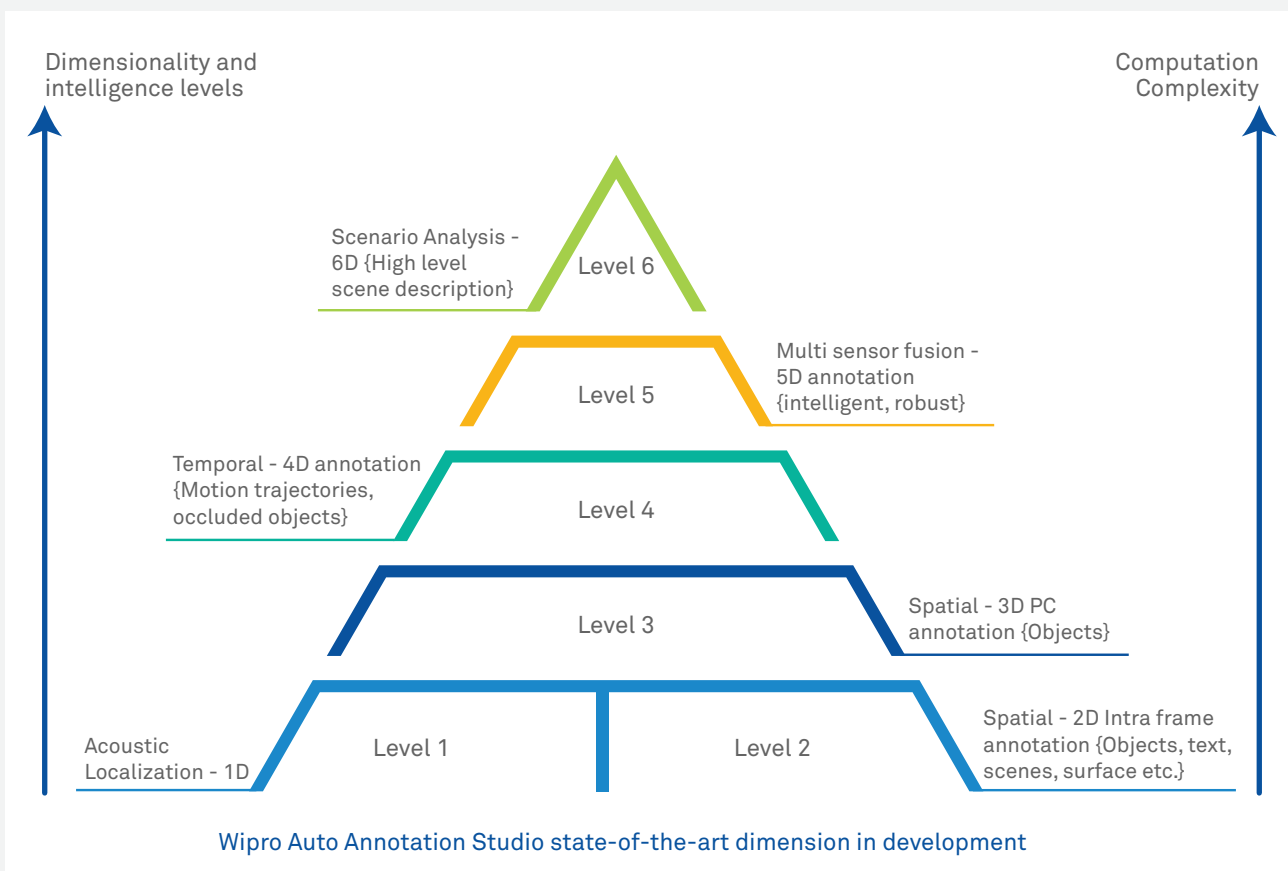 Dimensionality and
intelligence levels
Computation
Complexity
Scenario Analysis -
6D {High level
scene description}
Level 6
Multi sensor fusion -
5D annotation
{intelligent, robust}
Level 5
Temporal - 4D annotation
{Motion trajectories,
occluded objects}
Level 4
Spatial - 3D PC
annotation {Objects}
Level 3
Acoustic
Localization - 1D
Level 1
Level 2
Spatial - 2D Intra frame
annotation {Objects, text,
scenes, surface etc.}
Wipro Auto Annotation Studio state-of-the-art dimension in development